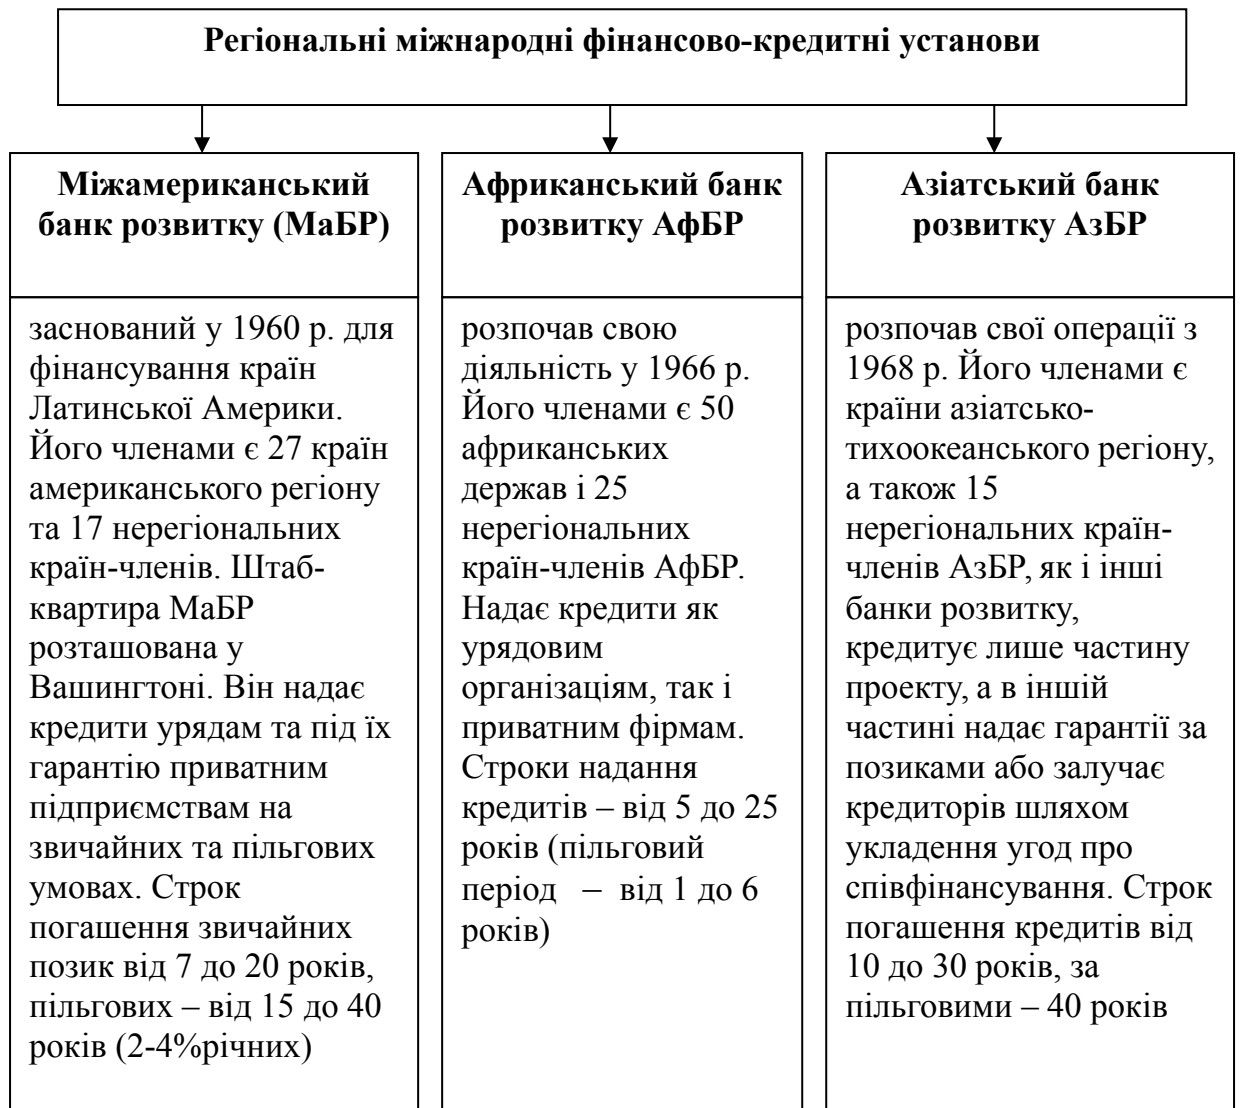 Регіональні міжнародні фінансово-кредитні установи
Міжамериканський
банк розвитку (МаБР)
заснований у 1960 р. для
фінансування країн
Латинської Америки.
Його членами є 27 країн
американського регіону
та 17 нерегіональних
країн-членів. Штаб-
квартира МаБР
розташована у
Вашингтоні. Він надає
кредити урядам та під їх
гарантію приватним
підприємствам на
звичайних та пільгових
умовах. Строк
погашення звичайних
позик від 7 до 20 років,
пільгових – від 15 до 40
років (2-4%річних)
Африканський банк
розвитку АфБР
розпочав свою
діяльність у 1966 р.
Його членами є 50
африканських
держав і 25
нерегіональних
країн-членів АфБР.
Надає кредити як
урядовим
організаціям, так і
приватним фірмам.
Строки надання
кредитів – від 5 до 25
років (пільговий
період – від 1 до 6
років)
Азіатський банк
розвитку АзБР
розпочав свої операції з
1968 р. Його членами є
країни азіатсько-
тихоокеанського регіону,
а також 15
нерегіональних країн-
членів АзБР, як і інші
банки розвитку,
кредитує лише частину
проекту, а в іншій
частині надає гарантії за
позиками або залучає
кредиторів шляхом
укладення угод про
співфінансування. Строк
погашення кредитів від
10 до 30 років, за
пільговими – 40 років